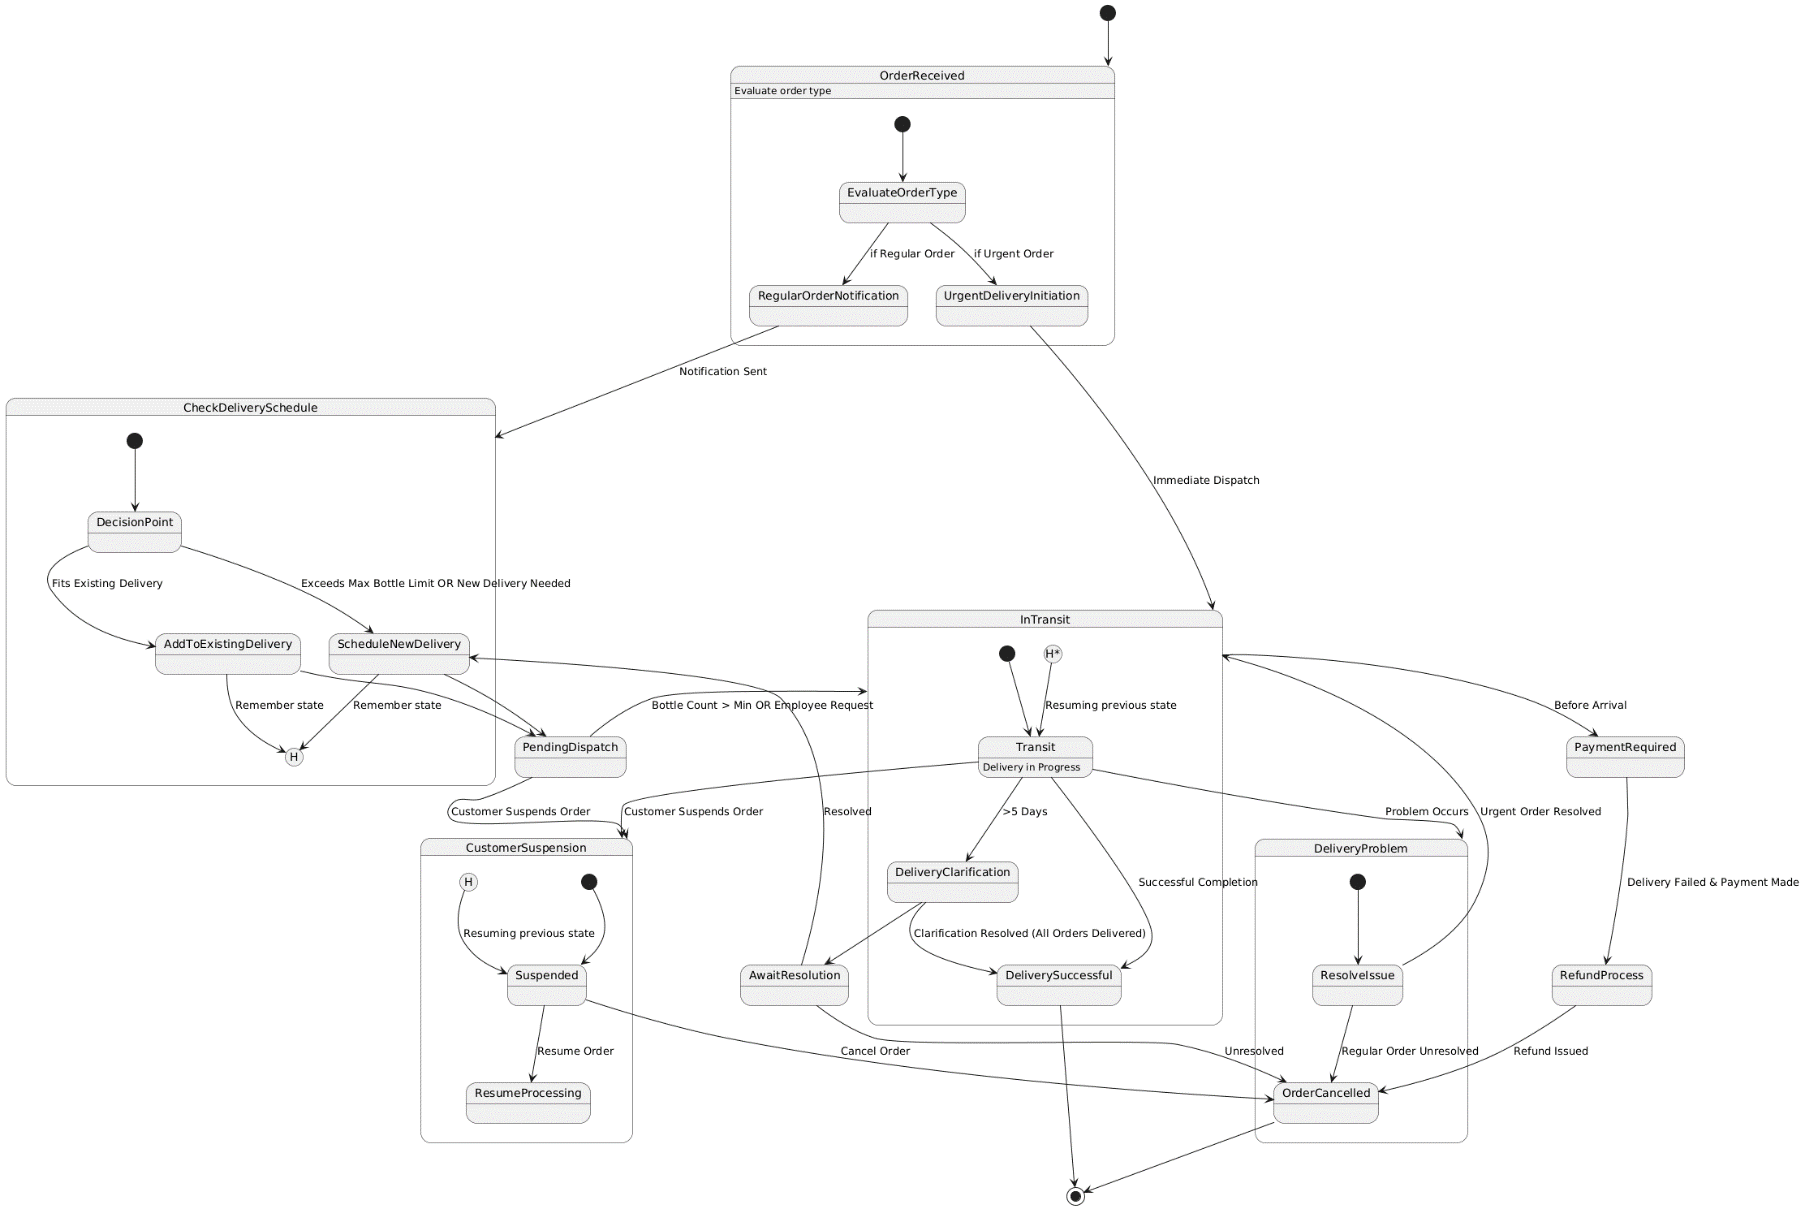 OrderReceived
Evaluate order type
EvaluateOrderType
if Regular Order
if Urgent Order
RegularOrderNotification
UrgentDeliveryInitiation
Notification Sent
CheckDeliverySchedule
Immediate Dispatch
DecisionPoint
Fits Existing Delivery
Exceeds Max Bottle Limit OR New Delivery Needed
InTransit
AddToExistingDelivery
ScheduleNewDelivery
H*
Remember state
Remember state
Bottle Count > Min OR Employee Request
Resuming previous state
Before Arrival
H
PendingDispatch
Transit
Delivery in Progress
PaymentRequired
Customer Suspends Order
Customer Suspends Order
Resolved
>5 Days
Problem Occurs
Urgent Order Resolved
CustomerSuspension
DeliveryProblem
H
DeliveryClarification
Successful Completion
Delivery Failed & Payment Made
Resuming previous state
Clarification Resolved (All Orders Delivered)
Suspended
AwaitResolution
DeliverySuccessful
ResolveIssue
RefundProcess
Resume Order
Cancel Order
Unresolved
Regular Order Unresolved
Refund Issued
ResumeProcessing
OrderCancelled